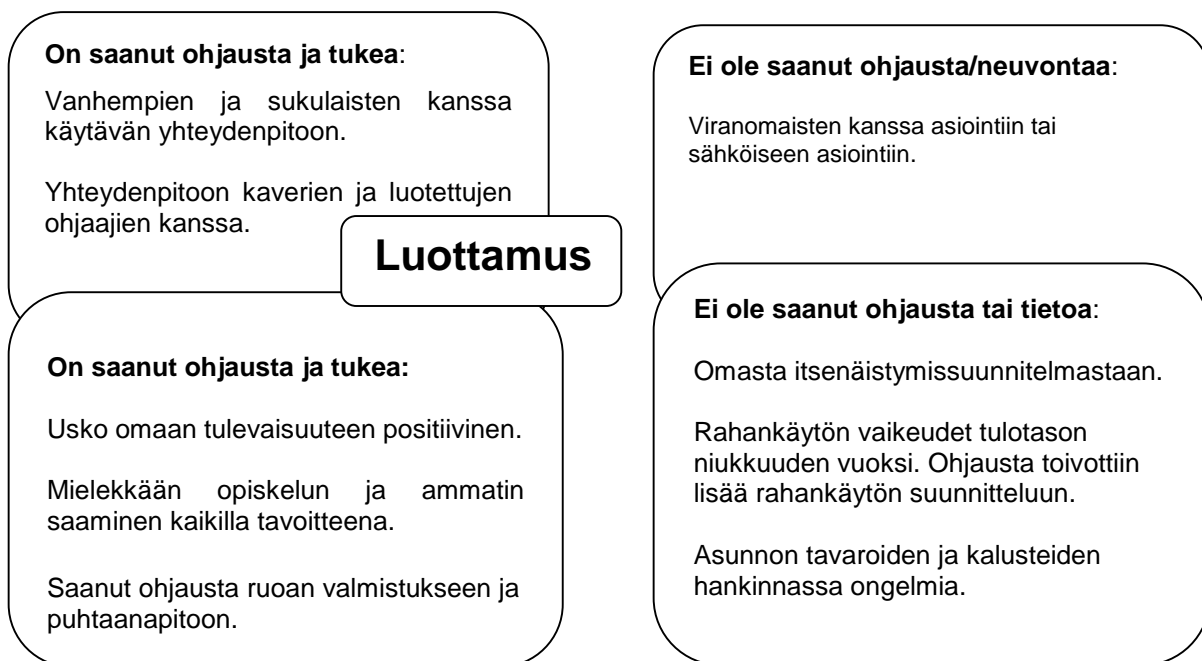 On saanut ohjausta ja tukea:
Vanhempien ja sukulaisten kanssa
käytävän yhteydenpitoon.
Yhteydenpitoon kaverien ja luotettujen
ohjaajien kanssa.
Ei ole saanut ohjausta/neuvontaa:
Viranomaisten kanssa asiointiin tai
sähköiseen asiointiin.
Luottamus
On saanut ohjausta ja tukea:
Usko omaan tulevaisuuteen positiivinen.
Mielekkään opiskelun ja ammatin
saaminen kaikilla tavoitteena.
Saanut ohjausta ruoan valmistukseen ja
puhtaanapitoon.
Ei ole saanut ohjausta tai tietoa:
Omasta itsenäistymissuunnitelmastaan.
Rahankäytön vaikeudet tulotason
niukkuuden vuoksi. Ohjausta toivottiin
lisää rahankäytön suunnitteluun.
Asunnon tavaroiden ja kalusteiden
hankinnassa ongelmia.